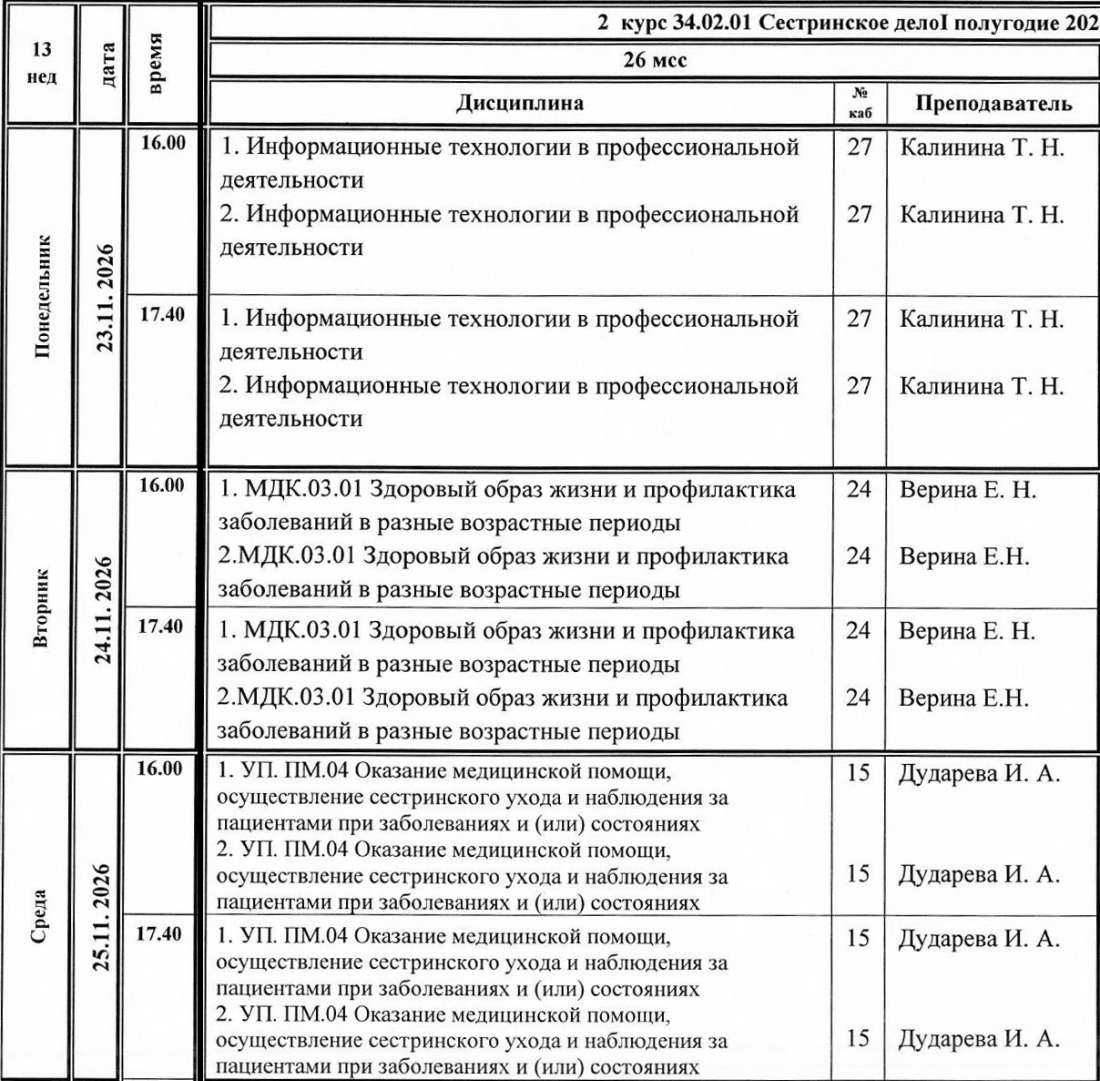 13
нед
дата
время
2 курс 34.02.01 Сестринское делоI полугодие 202
26 мсс
Дисциплина
№
каб
Преподаватель
Понедельник
23.11. 2026
16.00
1. Информационные технологии в профессиональной
деятельности
27
Калинина Т. Н.
2. Информационные технологии в профессиональной
деятельности
27
Калинина Т. Н.
17.40
1. Информационные технологии в профессиональной
деятельности
27
Калинина Т. Н.
2. Информационные технологии в профессиональной
деятельности
27
Калинина Т. Н.
Вторник
24.11. 2026
16.00
1. МДК.03.01 Здоровый образ жизни и профилактика
заболеваний в разные возрастные периоды
24
Верина Е. Н.
2.МДК.03.01 Здоровый образ жизни и профилактика
заболеваний в разные возрастные периоды
24
Верина Е.Н.
17.40
1. МДК.03.01 Здоровый образ жизни и профилактика
заболеваний в разные возрастные периоды
24
Верина Е. Н.
2.МДК.03.01 Здоровый образ жизни и профилактика
заболеваний в разные возрастные периоды
24
Верина Е.Н.
Среда
25.11. 2026
16.00
1. УП. ПМ.04 Оказание медицинской помощи,
осуществление сестринского ухода и наблюдения за
пациентами при заболеваниях и (или) состояниях
15
Дударева И. А.
2. УП. ПМ.04 Оказание медицинской помощи,
осуществление сестринского ухода и наблюдения за
пациентами при заболеваниях и (или) состояниях
15
Дударева И. А.
17.40
1. УП. ПМ.04 Оказание медицинской помощи,
осуществление сестринского ухода и наблюдения за
пациентами при заболеваниях и (или) состояниях
15
Дударева И. А.
2. УП. ПМ.04 Оказание медицинской помощи,
осуществление сестринского ухода и наблюдения за
пациентами при заболеваниях и (или) состояниях
15
Дударева И. А.